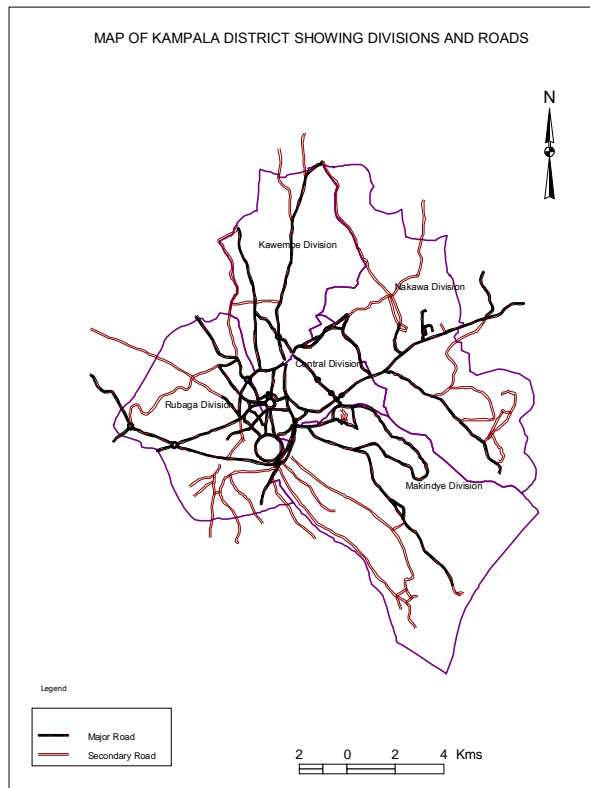 MAP OF KAMPALA DISTRICT SHOWING DIVISIONS AND ROADS
N
Kawempe Division
Nakawa Division
Central Division
Rubaga Division
Makindye Division
Legend
Major Road
Secondary Road
2 0 2 4 Kms